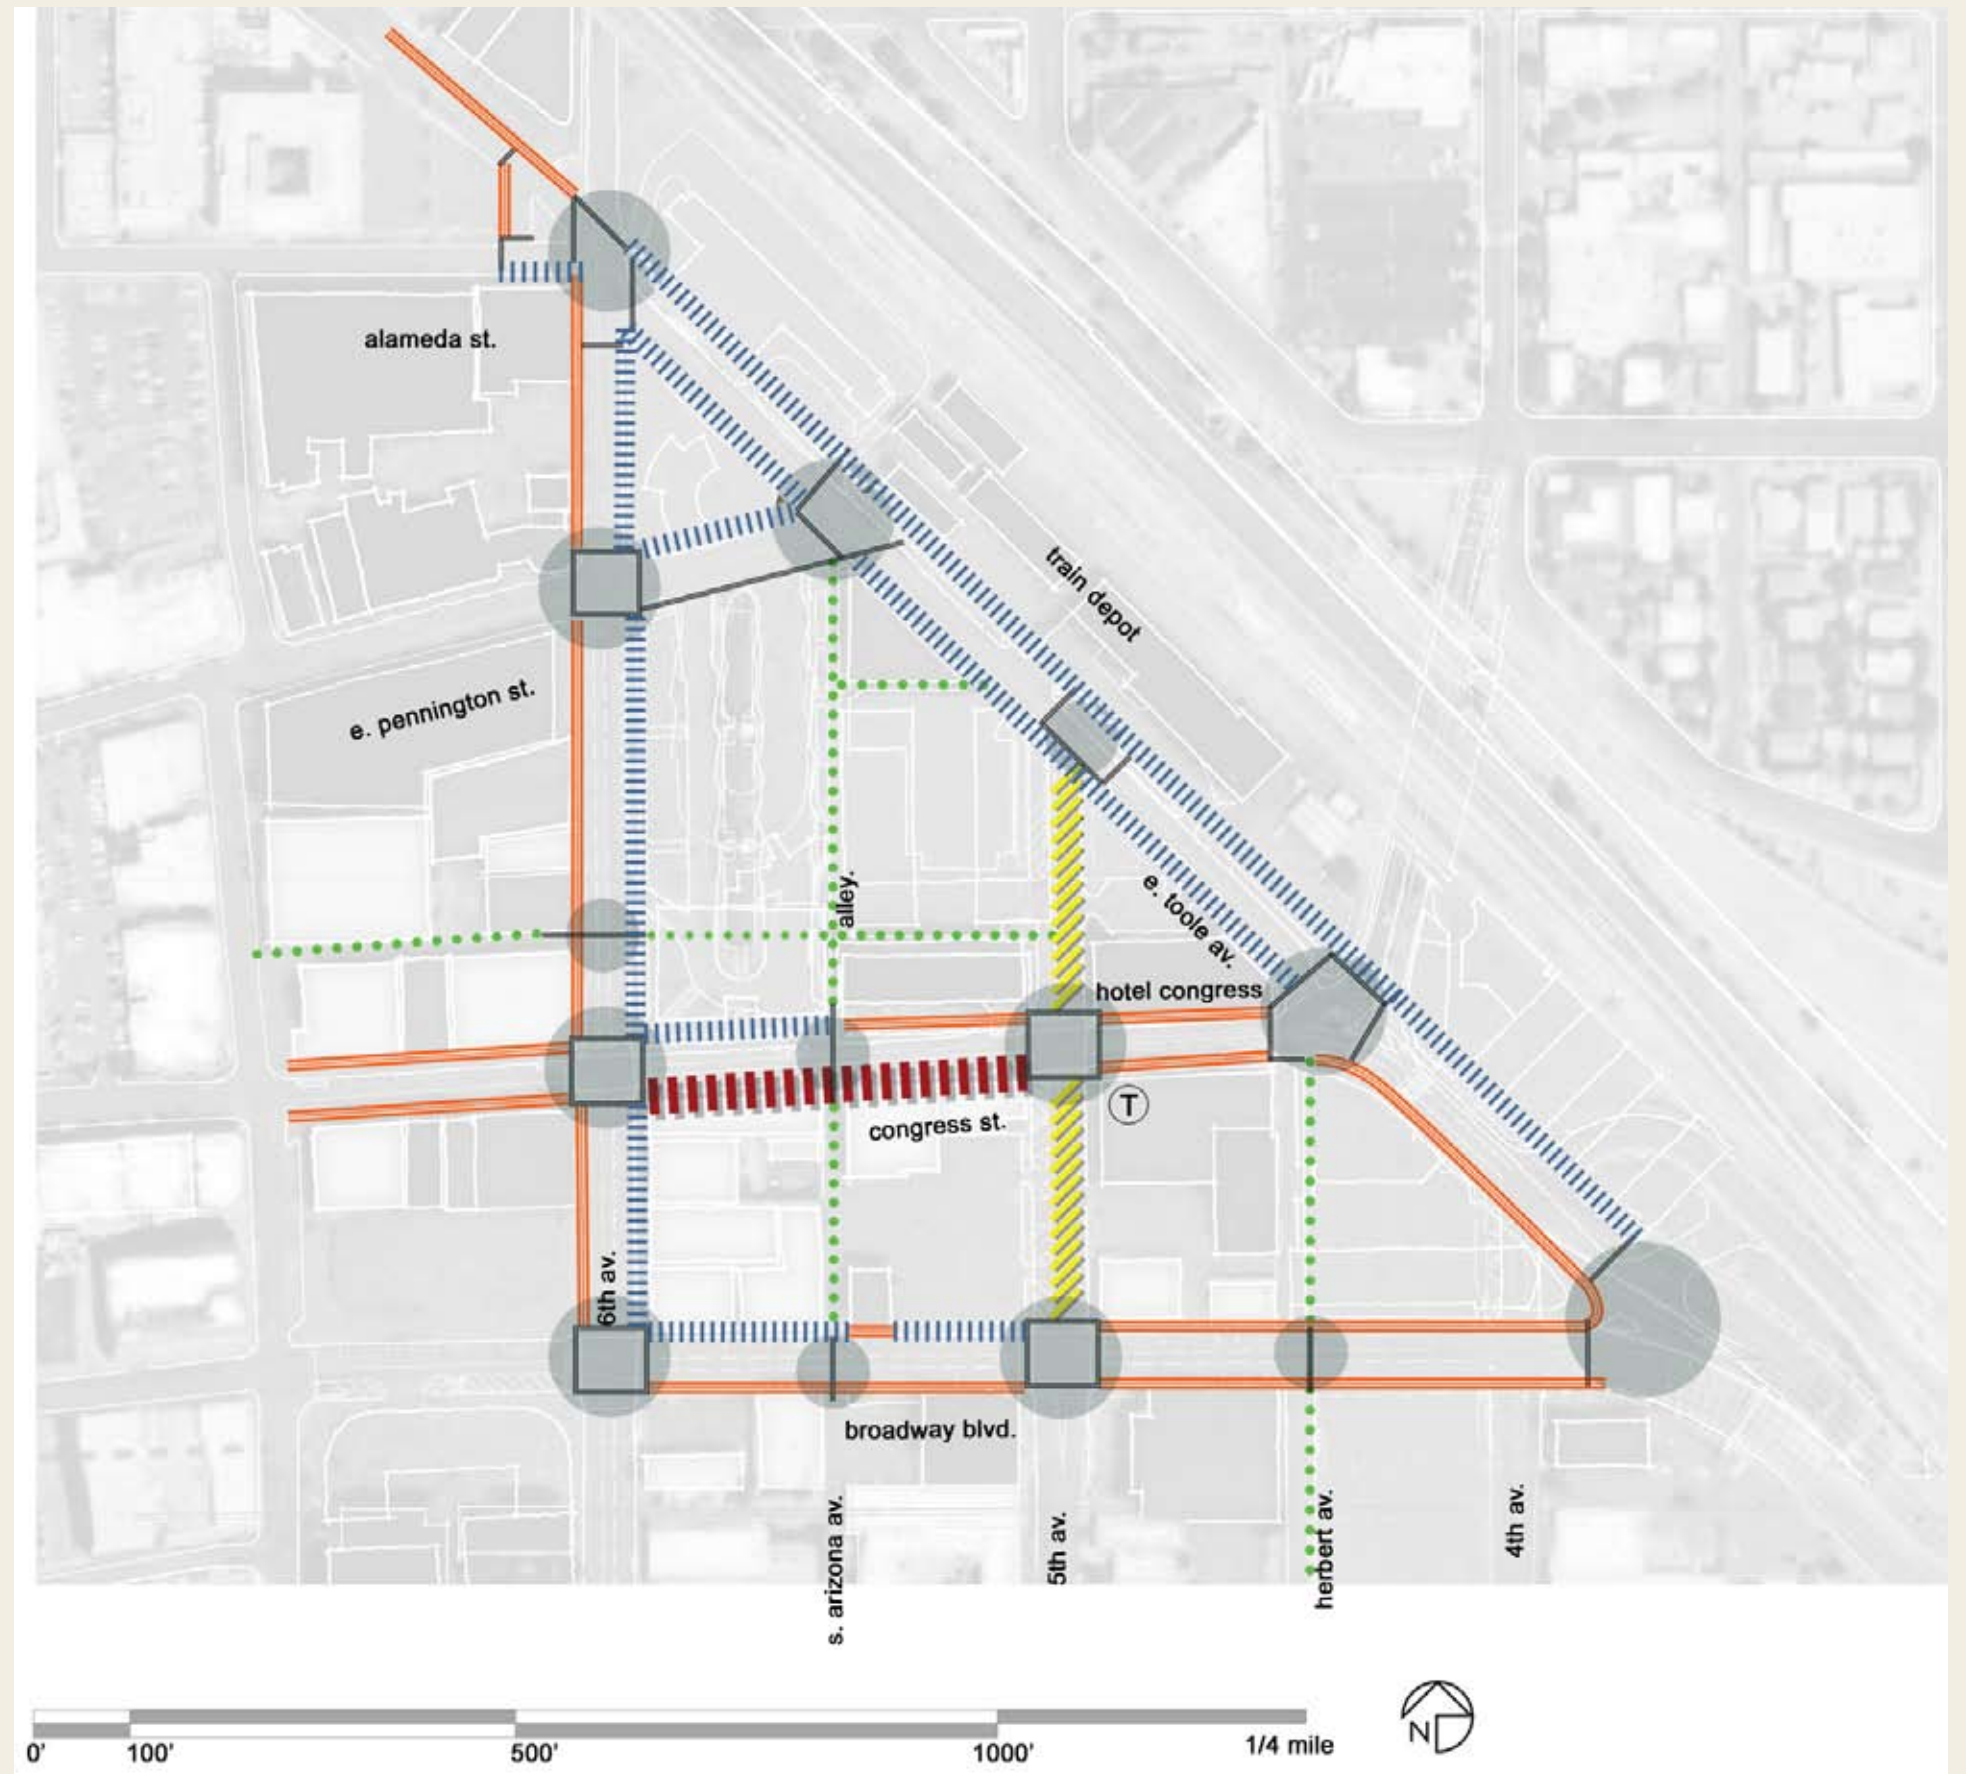 alameda st.
train depot
e. pennington st.
alley.
e. toole av.
hotel congress
T
congress st.
6th av.
broadway blvd.
s. arizona av.
5th av.
herbert av.
4th av.
N
0' 100' 500' 1000' 1/4 mile